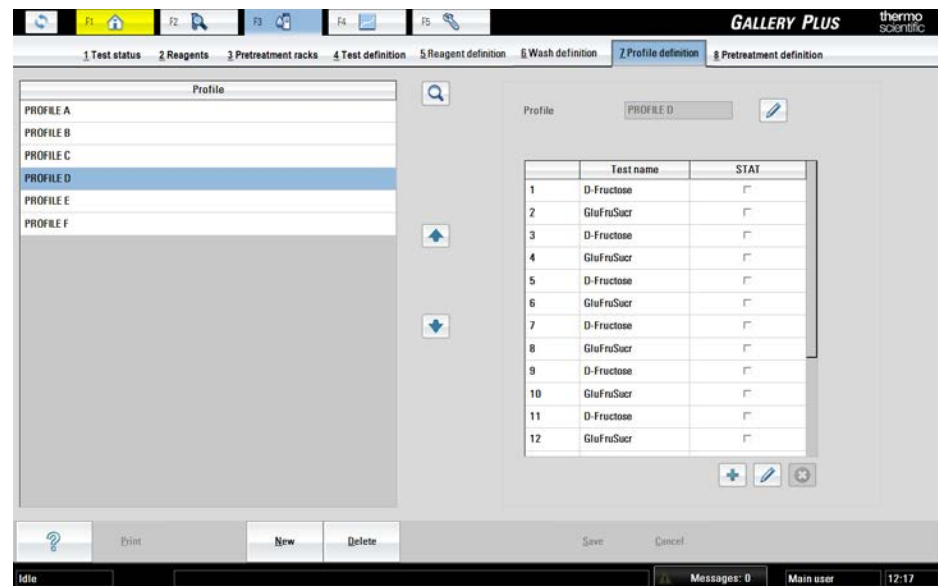 F1 F2 F3 F4 F5 GALLERY PLUS thermo scientific
1 Test status 2 Reagents 3 Pretreatment racks 4 Test definition 5 Reagent definition 6 Wash definition 7 Profile definition 8 Pretreatment definition
Profile
PROFILE A
PROFILE B
PROFILE C
PROFILE D
PROFILE E
PROFILE F
Profile PROFILE D
Test name STAT
1 D-Fructose
2 GluFruSucr
3 D-Fructose
4 GluFruSucr
5 D-Fructose
6 GluFruSucr
7 D-Fructose
8 GluFruSucr
9 D-Fructose
10 GluFruSucr
11 D-Fructose
12 GluFruSucr
Print New Delete Save Cancel
Idle Messages: 0 Main user 12:17